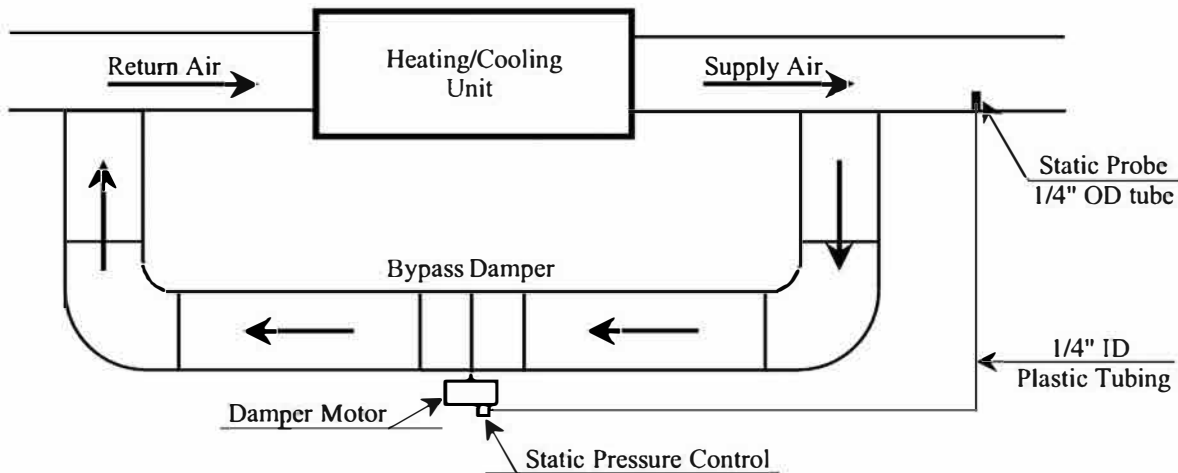 Return Air
Heating/Cooling
Unit
Supply Air
Static Probe
1/4" OD tube
Bypass Damper
1/4" ID
Plastic Tubing
Damper Motor
Static Pressure Control